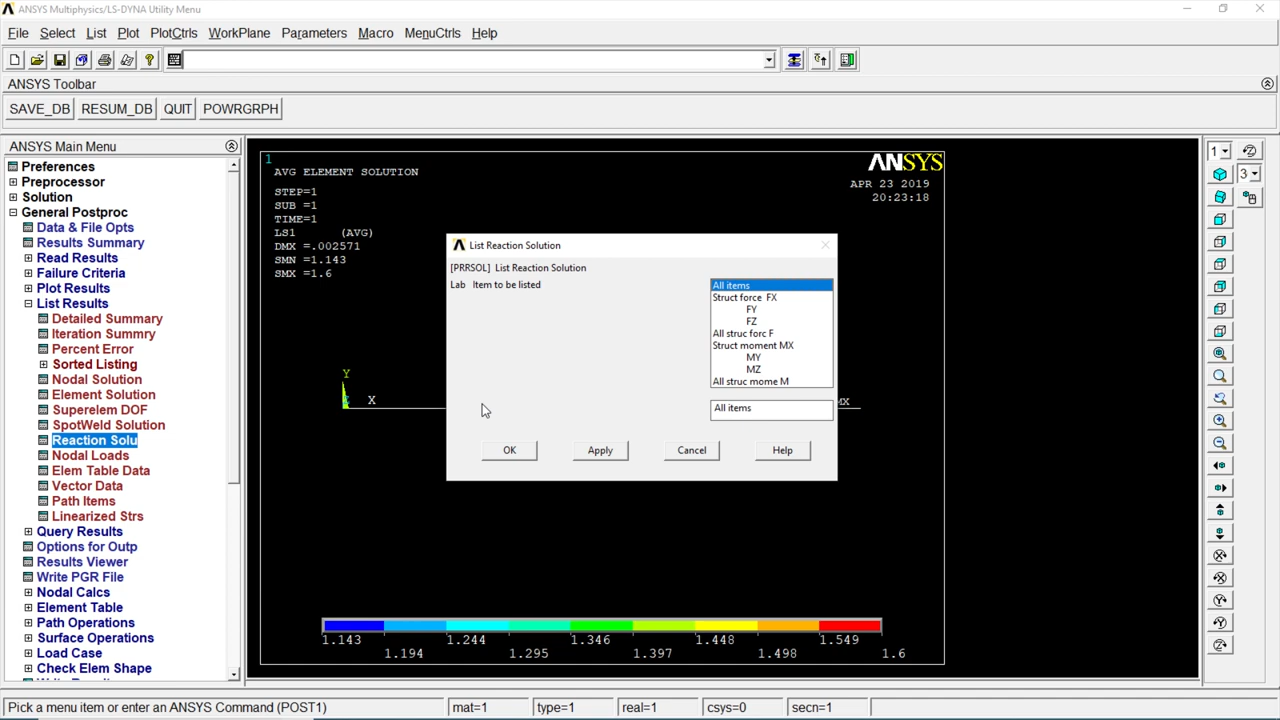 ANSYS Multiphysics/LS-DYNA Utility Menu
File Select List Plot PlotCtrls WorkPlane Parameters Macro MenuCtrls Help
ANSYS Toolbar
SAVE_DB RESUM_DB QUIT POWRGRPH
ANSYS Main Menu
Preferences
Preprocessor
Solution
General Postproc
Data & File Opts
Results Summary
Read Results
Failure Criteria
Plot Results
List Results
Detailed Summary
Iteration Summry
Percent Error
Sorted Listing
Nodal Solution
Element Solution
Superelem DOF
SpotWeld Solution
Reaction Solu
Nodal Loads
Elem Table Data
Vector Data
Path Items
Linearized Strs
Query Results
Options for Outp
Results Viewer
Write PGR File
Nodal Calcs
Element Table
Path Operations
Surface Operations
Load Case
Check Elem Shape
1
AVG ELEMENT SOLUTION
STEP=1
SUB =1
TIME=1
LS1 (AVG)
DMX =.002571
SMN =1.143
SMX =1.6
ANSYS
APR 23 2019
20:23:18
Y
X
MX
List Reaction Solution
[PRRSOL] List Reaction Solution
Lab Item to be listed
All items
Struct force FX
FY
FZ
All struc forc F
Struct moment MX
MY
MZ
All struc mome M
All items
OK Apply Cancel Help
1.143 1.244 1.346 1.448 1.549
1.194 1.295 1.397 1.498 1.6
1
3
Pick a menu item or enter an ANSYS Command (POST1) mat=1 type=1 real=1 csys=0 secn=1